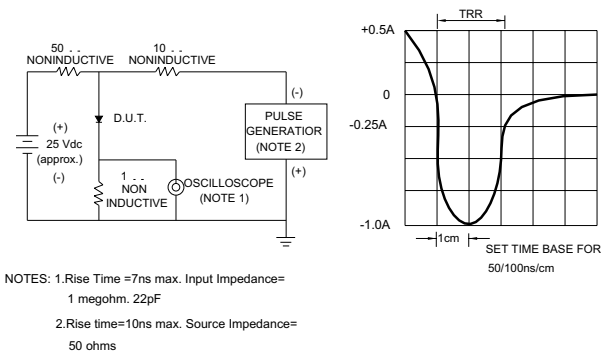 50 . .
NONINDUCTIVE
10 . .
NONINDUCTIVE
(+)
25 Vdc
(approx.)
(-)
D.U.T.
1 . .
NON
INDUCTIVE
OSCILLOSCOPE
(NOTE 1)
(-)
PULSE
GENERATIOR
(NOTE 2)
(+)
TRR
+0.5A
0
-0.25A
-1.0A
1cm
SET TIME BASE FOR
50/100ns/cm
NOTES: 1.Rise Time =7ns max. Input Impedance=
1 megohm. 22pF
2.Rise time=10ns max. Source Impedance=
50 ohms